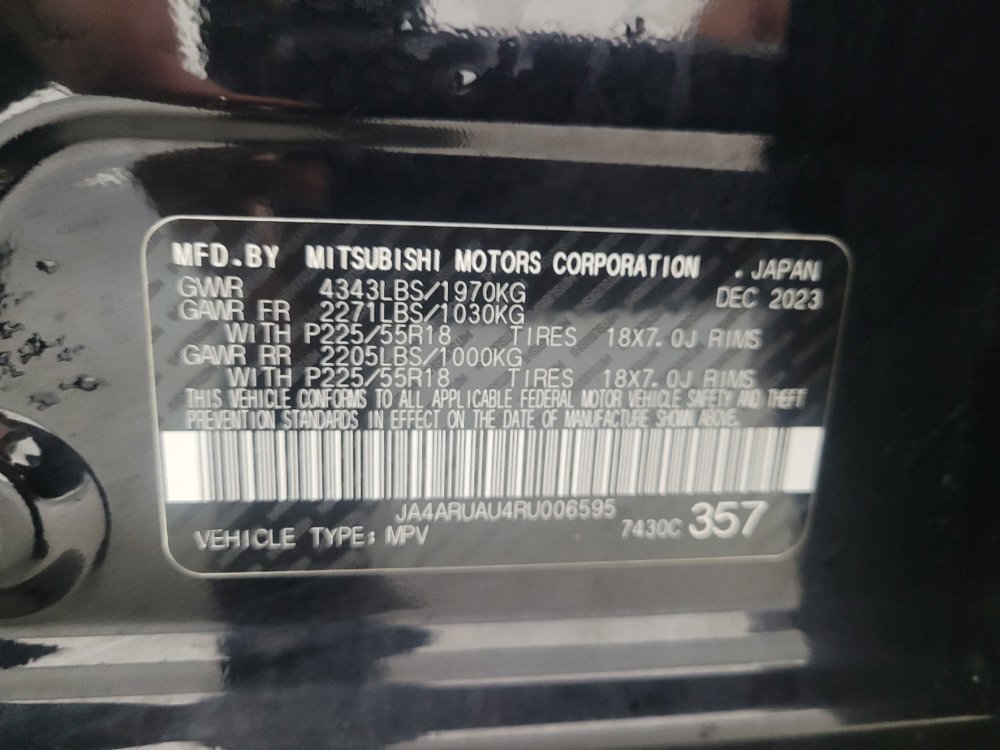 MFD.BY MITSUBISHI MOTORS CORPORATION . JAPAN
GVWR 4343LBS/1970KG DEC 2023
GAWR FR 2271LBS/1030KG
WITH P225/55R18 TIRES 18X7.0J RIMS
GAWR RR 2205LBS/1000KG
WITH P225/55R18 TIRES 18X7.0J RIMS
THIS VEHICLE CONFORMS TO ALL APPLICABLE FEDERAL MOTOR VEHICLE SAFETY AND THEFT
PREVENTION STANDARDS IN EFFECT ON THE DATE OF MANUFACTURE SHOWN ABOVE.
JA4ARUAU4RU006595
VEHICLE TYPE: MPV 7430C 357